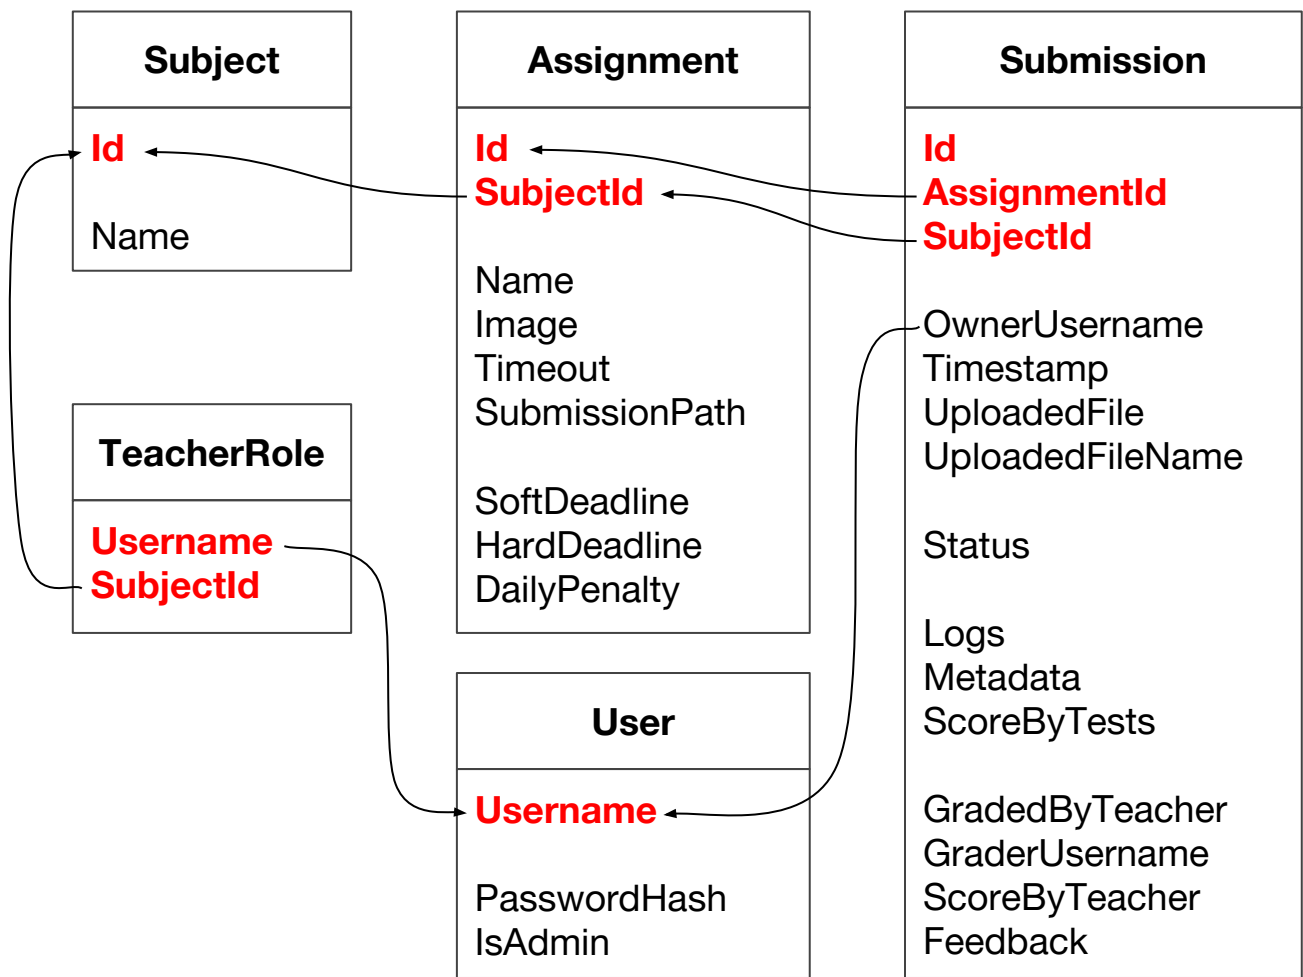 Subject
Id
Name
Assignment
Id
SubjectId
Name
Image
Timeout
SubmissionPath
SoftDeadline
HardDeadline
DailyPenalty
Submission
Id
AssignmentId
SubjectId
OwnerUsername
Timestamp
UploadedFile
UploadedFileName
Status
Logs
Metadata
ScoreByTests
GradedByTeacher
GraderUsername
ScoreByTeacher
Feedback
TeacherRole
Username
SubjectId
User
Username
PasswordHash
IsAdmin